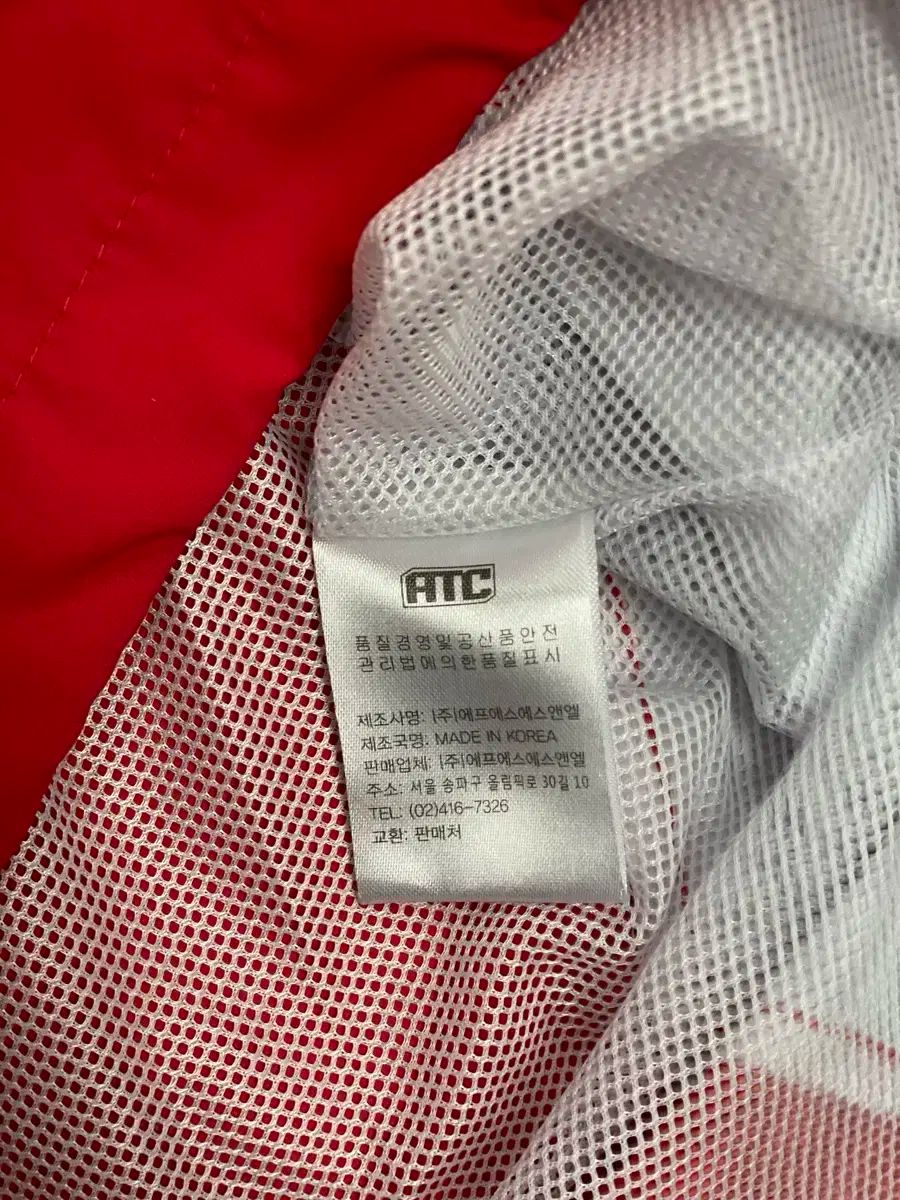 ATC
품질경영및공산품안전
관리법에의한품질표시
제조사명: (주)에프에스에스앤엘
제조국명: MADE IN KOREA
판매업체: (주)에프에스에스앤엘
주소: 서울 송파구 올림픽로 30길 10
TEL: (02)416-7326
교환: 판매처